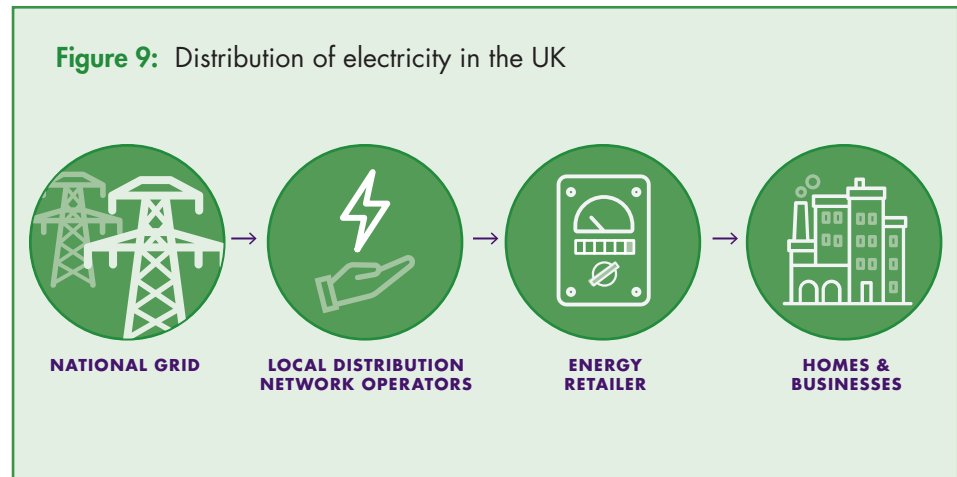 Figure 9: Distribution of electricity in the UK
NATIONAL GRID
LOCAL DISTRIBUTION
NETWORK OPERATORS
ENERGY
RETAILER
HOMES &
BUSINESSES